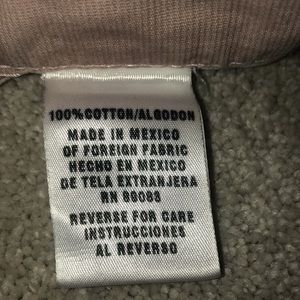 100%COTTON/ALGODON
MADE IN MEXICO
OF FOREIGN FABRIC
HECHO EN MEXICO
DE TELA EXTRANJERA
RN 99083
REVERSE FOR CARE
INSTRUCCIONES
AL REVERSO